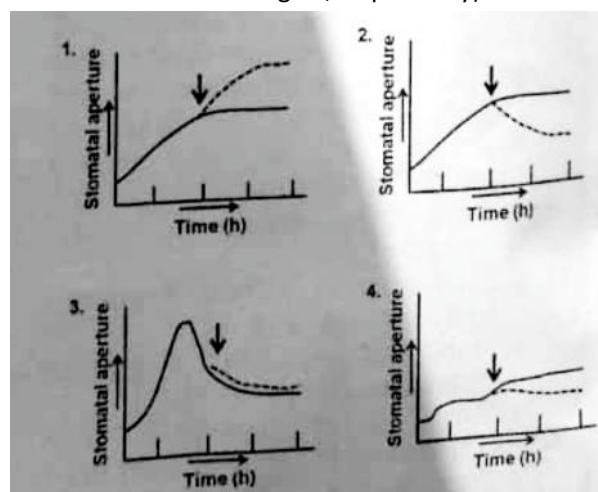 1.
Stomatal aperture
Time (h)
2.
Stomatal aperture
Time (h)
3.
Stomatal aperture
Time (h)
4.
Stomatal aperture
Time (h)